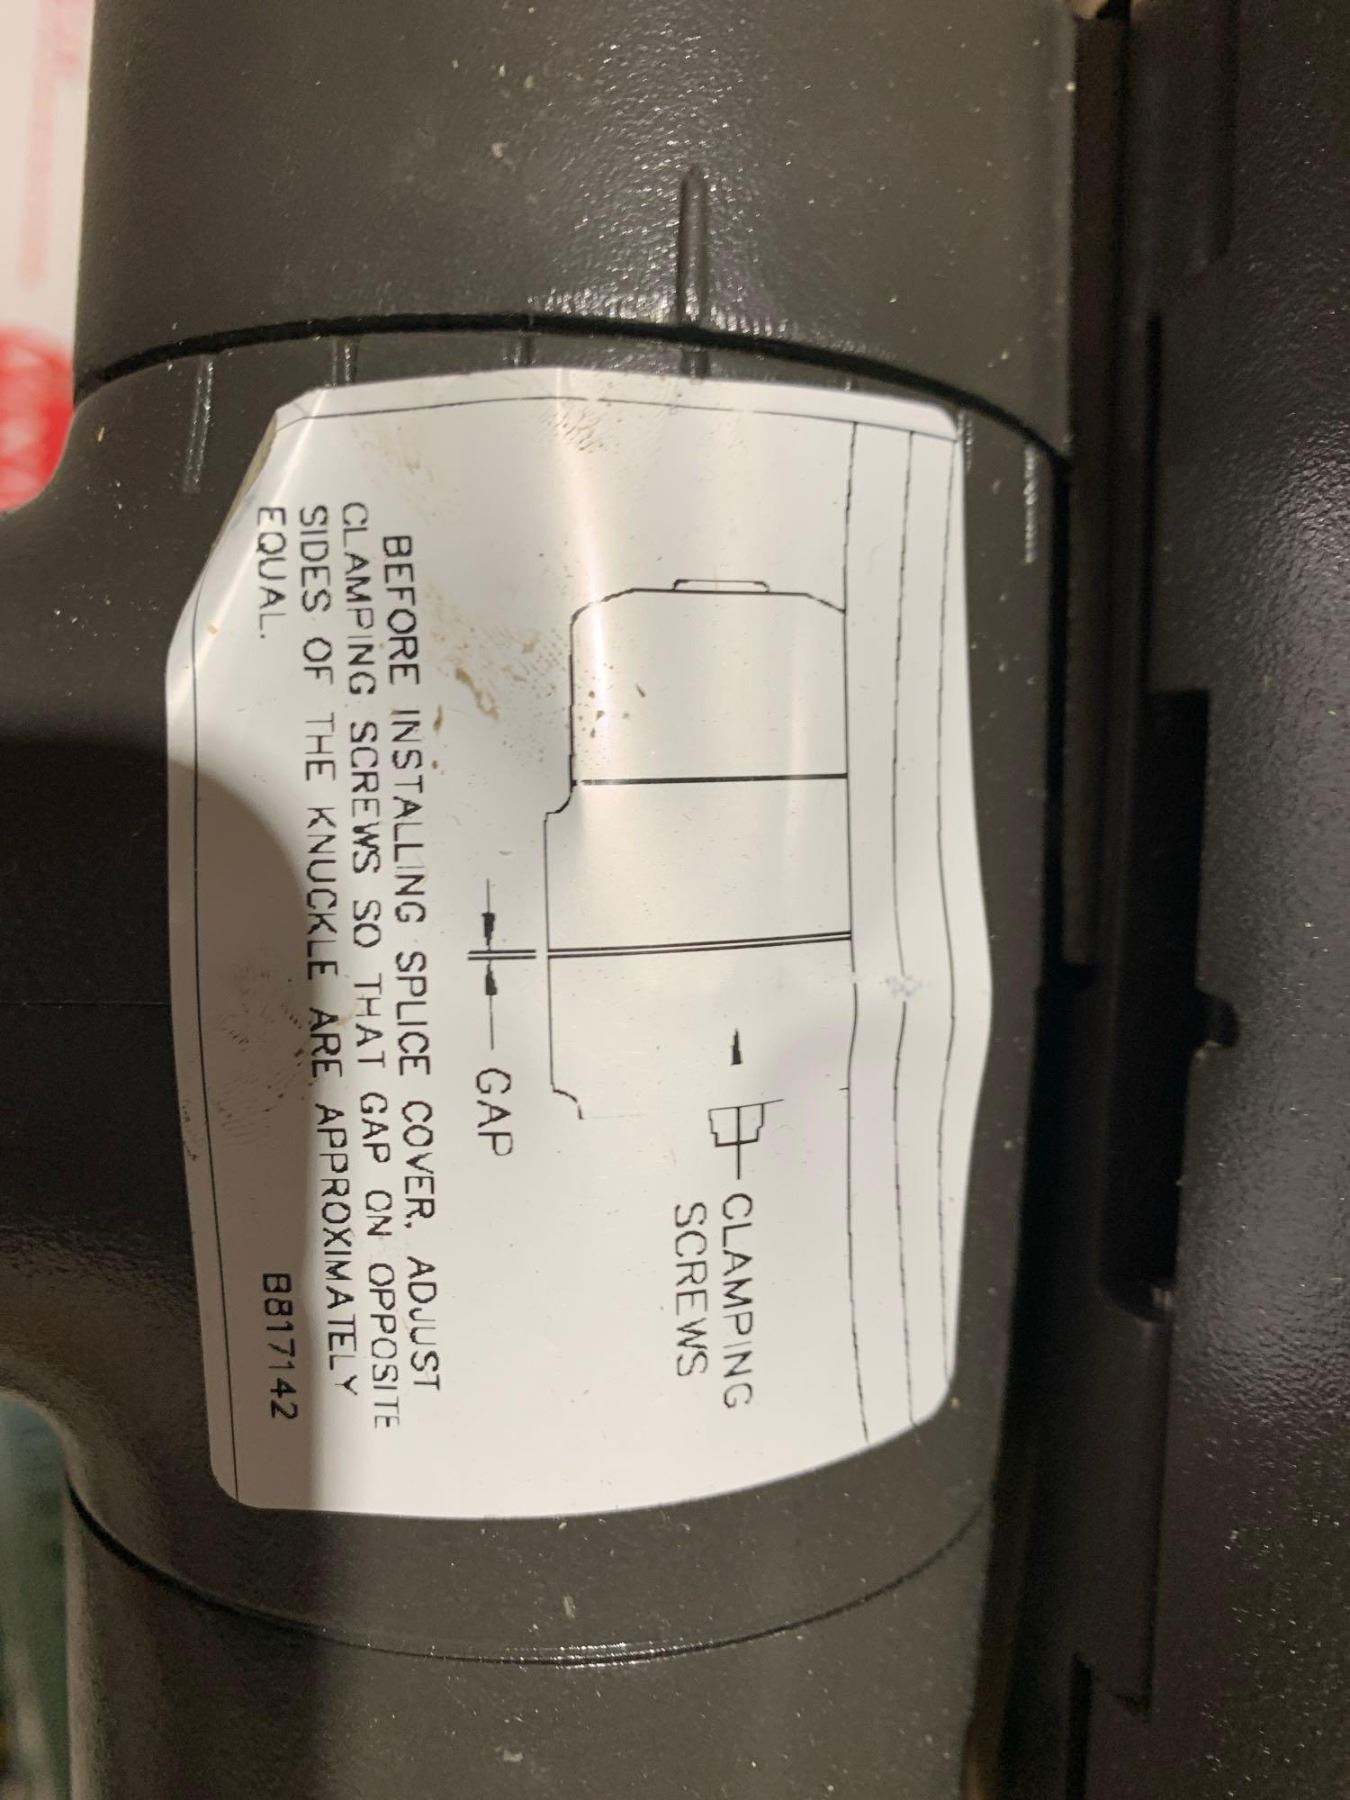 CLAMPING
SCREWS
GAP
BEFORE INSTALLING SPLICE COVER, ADJUST
CLAMPING SCREWS SO THAT GAP ON OPPOSITE
SIDES OF THE KNUCKLE ARE APPROXIMATELY
EQUAL.
B817142